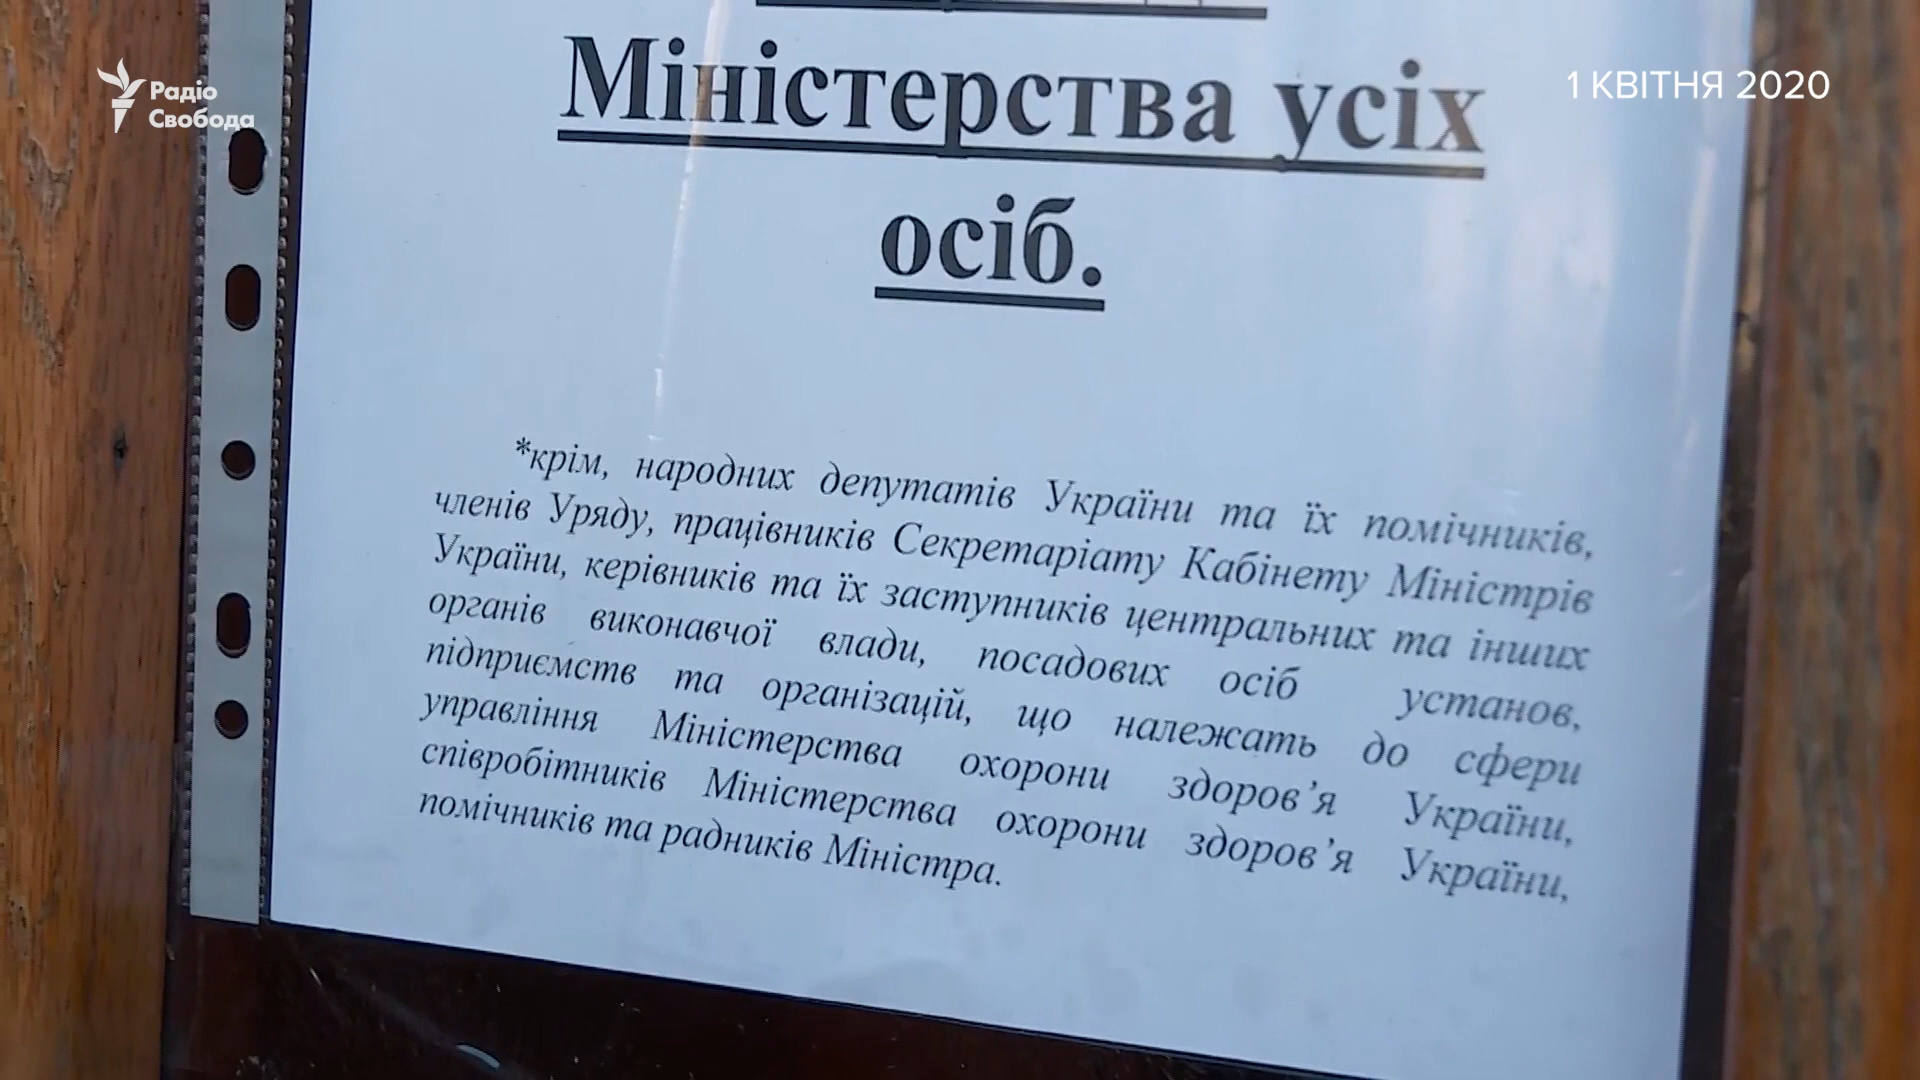 Радіо
Свобода
1 КВІТНЯ 2020
Міністерства усіх
осіб.
*крім, народних депутатів України та їх помічників,
членів Уряду, працівників Секретаріату Кабінету Міністрів
України, керівників та їх заступників центральних та інших
органів виконавчої влади, посадових осіб установ,
підприємств та організацій, що належать до сфери
управління Міністерства охорони здоров’я України,
співробітників Міністерства охорони здоров’я України,
помічників та радників Міністра.